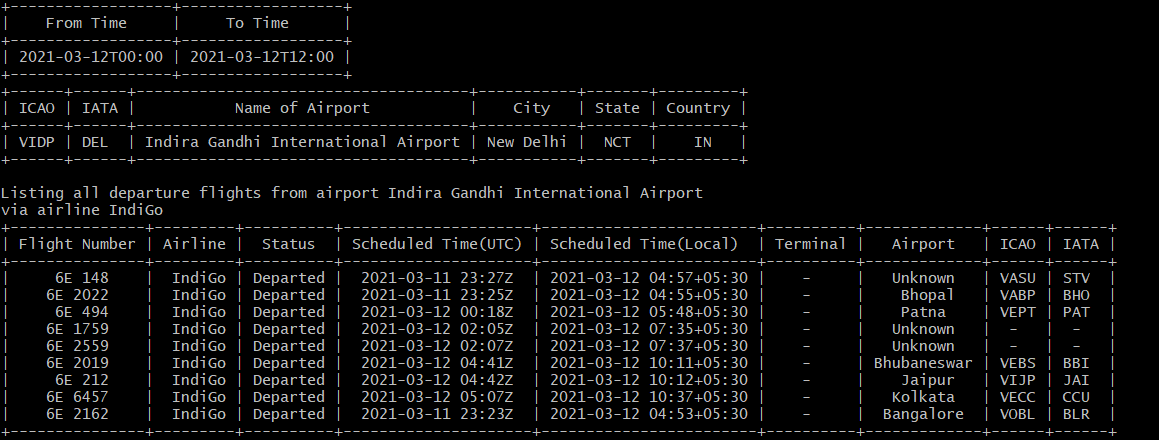 +------------------+------------------+
|    From Time     |     To Time      |
+------------------+------------------+
| 2021-03-12T00:00 | 2021-03-12T12:00 |
+------------------+------------------+
+------+------+-------------------------------------+-----------+-------+---------+
| ICAO | IATA |           Name of Airport           |   City    | State | Country |
+------+------+-------------------------------------+-----------+-------+---------+
| VIDP | DEL  | Indira Gandhi International Airport | New Delhi |  NCT  |   IN    |
+------+------+-------------------------------------+-----------+-------+---------+

Listing all departure flights from airport Indira Gandhi International Airport
via airline IndiGo
+---------------+---------+----------+---------------------+------------------------+----------+-------------+------+------+
| Flight Number | Airline |  Status  | Scheduled Time(UTC) | Scheduled Time(Local)  | Terminal |   Airport   | ICAO | IATA |
+---------------+---------+----------+---------------------+------------------------+----------+-------------+------+------+
|     6E 148    |  IndiGo | Departed |  2021-03-11 23:27Z  | 2021-03-12 04:57+05:30 |    -     |   Unknown   | VASU | STV  |
|    6E 2022    |  IndiGo | Departed |  2021-03-11 23:25Z  | 2021-03-12 04:55+05:30 |    -     |    Bhopal   | VABP | BHO  |
|     6E 494    |  IndiGo | Departed |  2021-03-12 00:18Z  | 2021-03-12 05:48+05:30 |    -     |    Patna    | VEPT | PAT  |
|    6E 1759    |  IndiGo | Departed |  2021-03-12 02:05Z  | 2021-03-12 07:35+05:30 |    -     |   Unknown   |  -   |  -   |
|    6E 2559    |  IndiGo | Departed |  2021-03-12 02:07Z  | 2021-03-12 07:37+05:30 |    -     |   Unknown   |  -   |  -   |
|    6E 2019    |  IndiGo | Departed |  2021-03-12 04:41Z  | 2021-03-12 10:11+05:30 |    -     | Bhubaneswar | VEBS | BBI  |
|     6E 212    |  IndiGo | Departed |  2021-03-12 04:42Z  | 2021-03-12 10:12+05:30 |    -     |    Jaipur   | VIJP | JAI  |
|    6E 6457    |  IndiGo | Departed |  2021-03-12 05:07Z  | 2021-03-12 10:37+05:30 |    -     |   Kolkata   | VECC | CCU  |
|    6E 2162    |  IndiGo | Departed |  2021-03-11 23:23Z  | 2021-03-12 04:53+05:30 |    -     |  Bangalore  | VOBL | BLR  |
+---------------+---------+----------+---------------------+------------------------+----------+-------------+------+------+